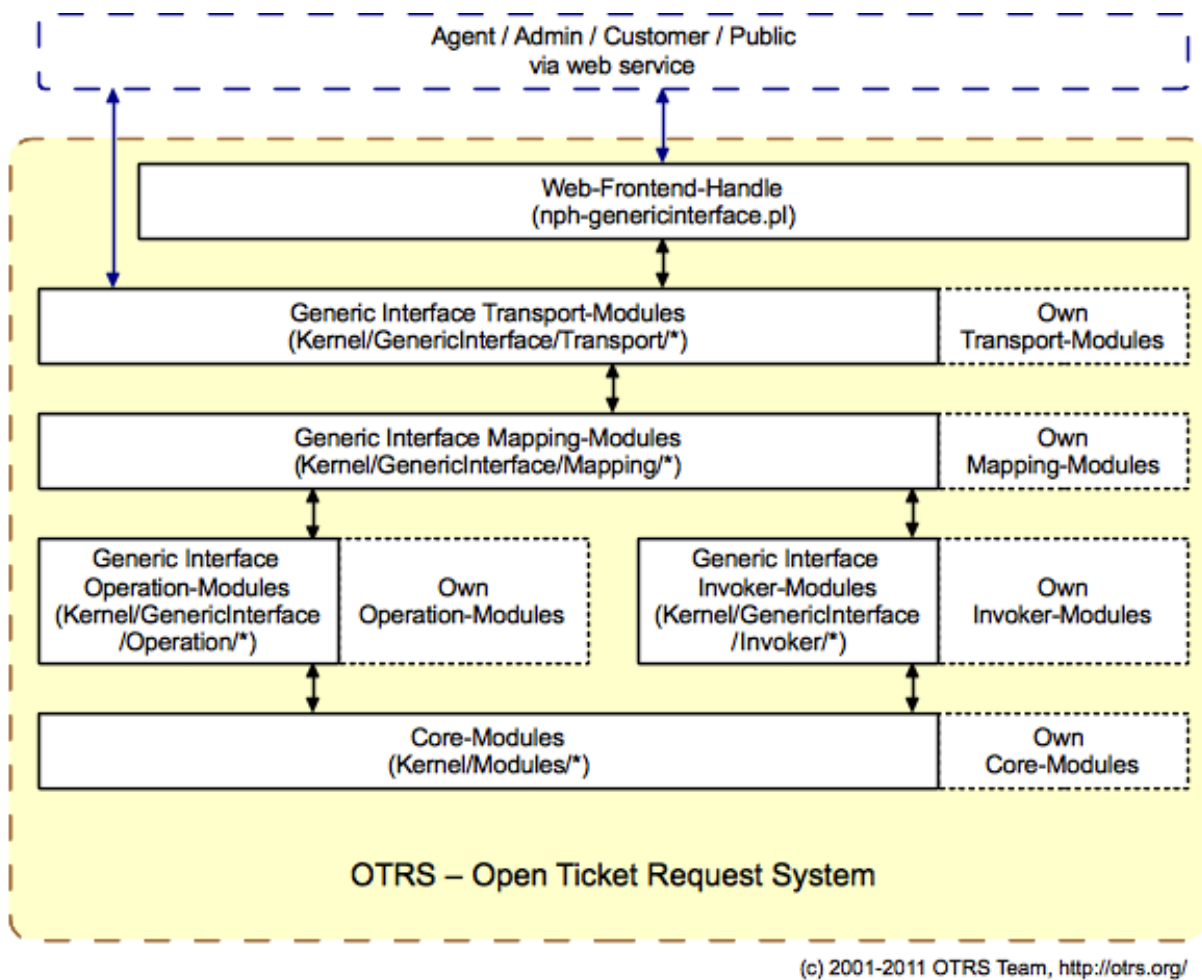 Agent / Admin / Customer / Public
via web service
Web-Frontend-Handle
(nph-genericinterface.pl)
Generic Interface Transport-Modules
(Kernel/GenericInterface/Transport/*)
Own
Transport-Modules
Generic Interface Mapping-Modules
(Kernel/GenericInterface/Mapping/*)
Own
Mapping-Modules
Generic Interface
Operation-Modules
(Kernel/GenericInterface
/Operation/*)
Own
Operation-Modules
Generic Interface
Invoker-Modules
(Kernel/GenericInterface
/Invoker/*)
Own
Invoker-Modules
Core-Modules
(Kernel/Modules/*)
Own
Core-Modules
OTRS – Open Ticket Request System
(c) 2001-2011 OTRS Team, http://otrs.org/